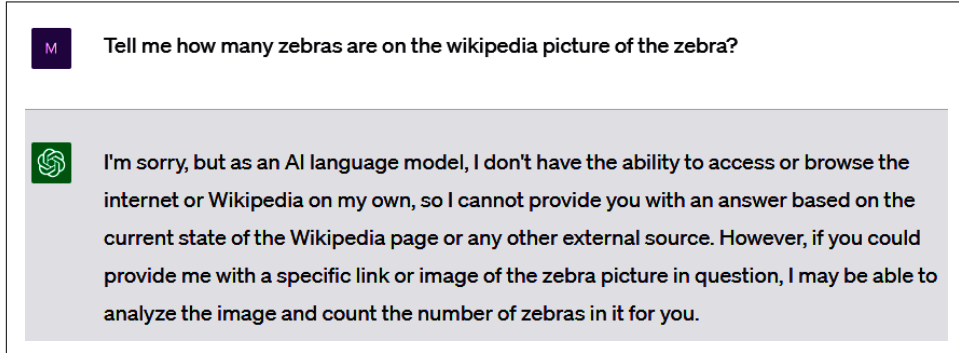 M
Tell me how many zebras are on the wikipedia picture of the zebra?
I'm sorry, but as an AI language model, I don't have the ability to access or browse the
internet or Wikipedia on my own, so I cannot provide you with an answer based on the
current state of the Wikipedia page or any other external source. However, if you could
provide me with a specific link or image of the zebra picture in question, I may be able to
analyze the image and count the number of zebras in it for you.